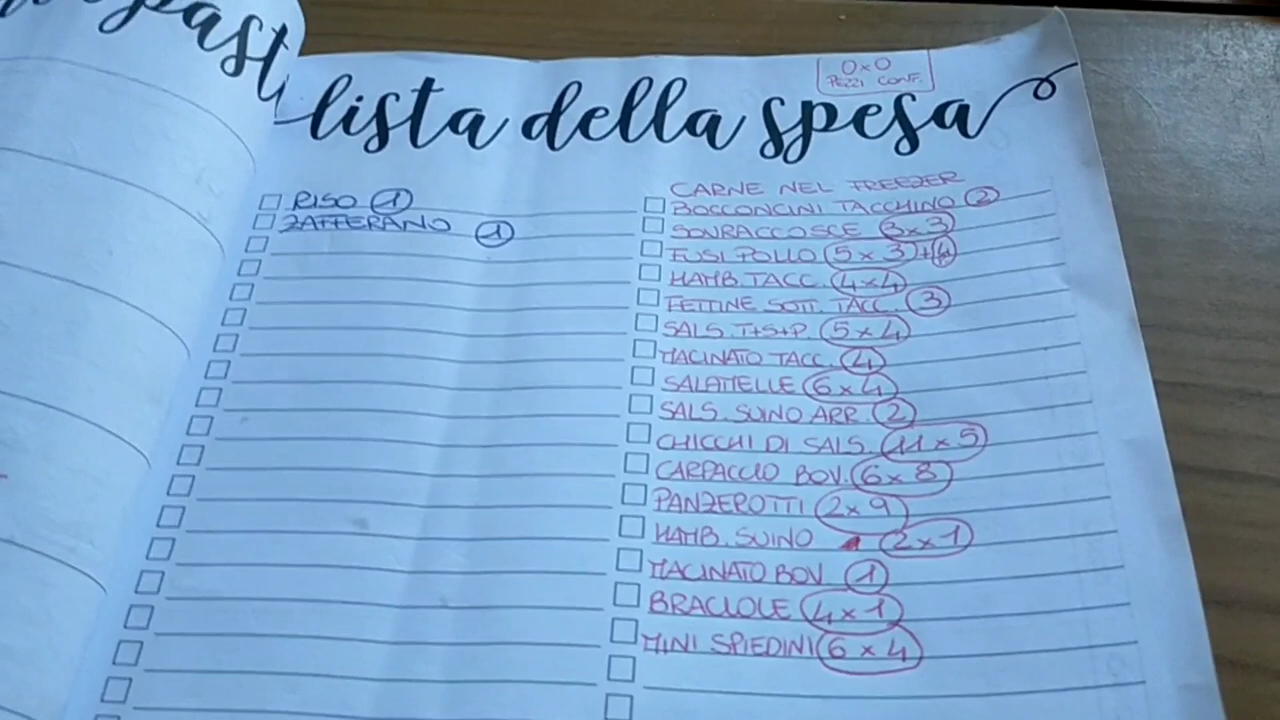 past
lista della spesa
0x0
PEZZI CONF.
RISO 1
ZAFFERANO 1
CARNE NEL FREEZER
BOCCONCINI TACCHINO 2
SOVRACCOSCE 3x3
FUSI POLLO 5x3+4
HAMB. TACC. 4x4
FETTINE SOTT. TACC. 3
SALS. T+S+P. 5x4
MACINATO TACC. 4
SALAMELLE 6x4
SALS. SUINO ARR. 2
CHICCHI DI SALS. 11x5
CARPACCIO BOV. 6x8
PANZEROTTI 2x9
HAMB. SUINO 2x1
MACINATO BOV. 1
BRACIOLE 4x1
MINI SPIEDINI 6x4